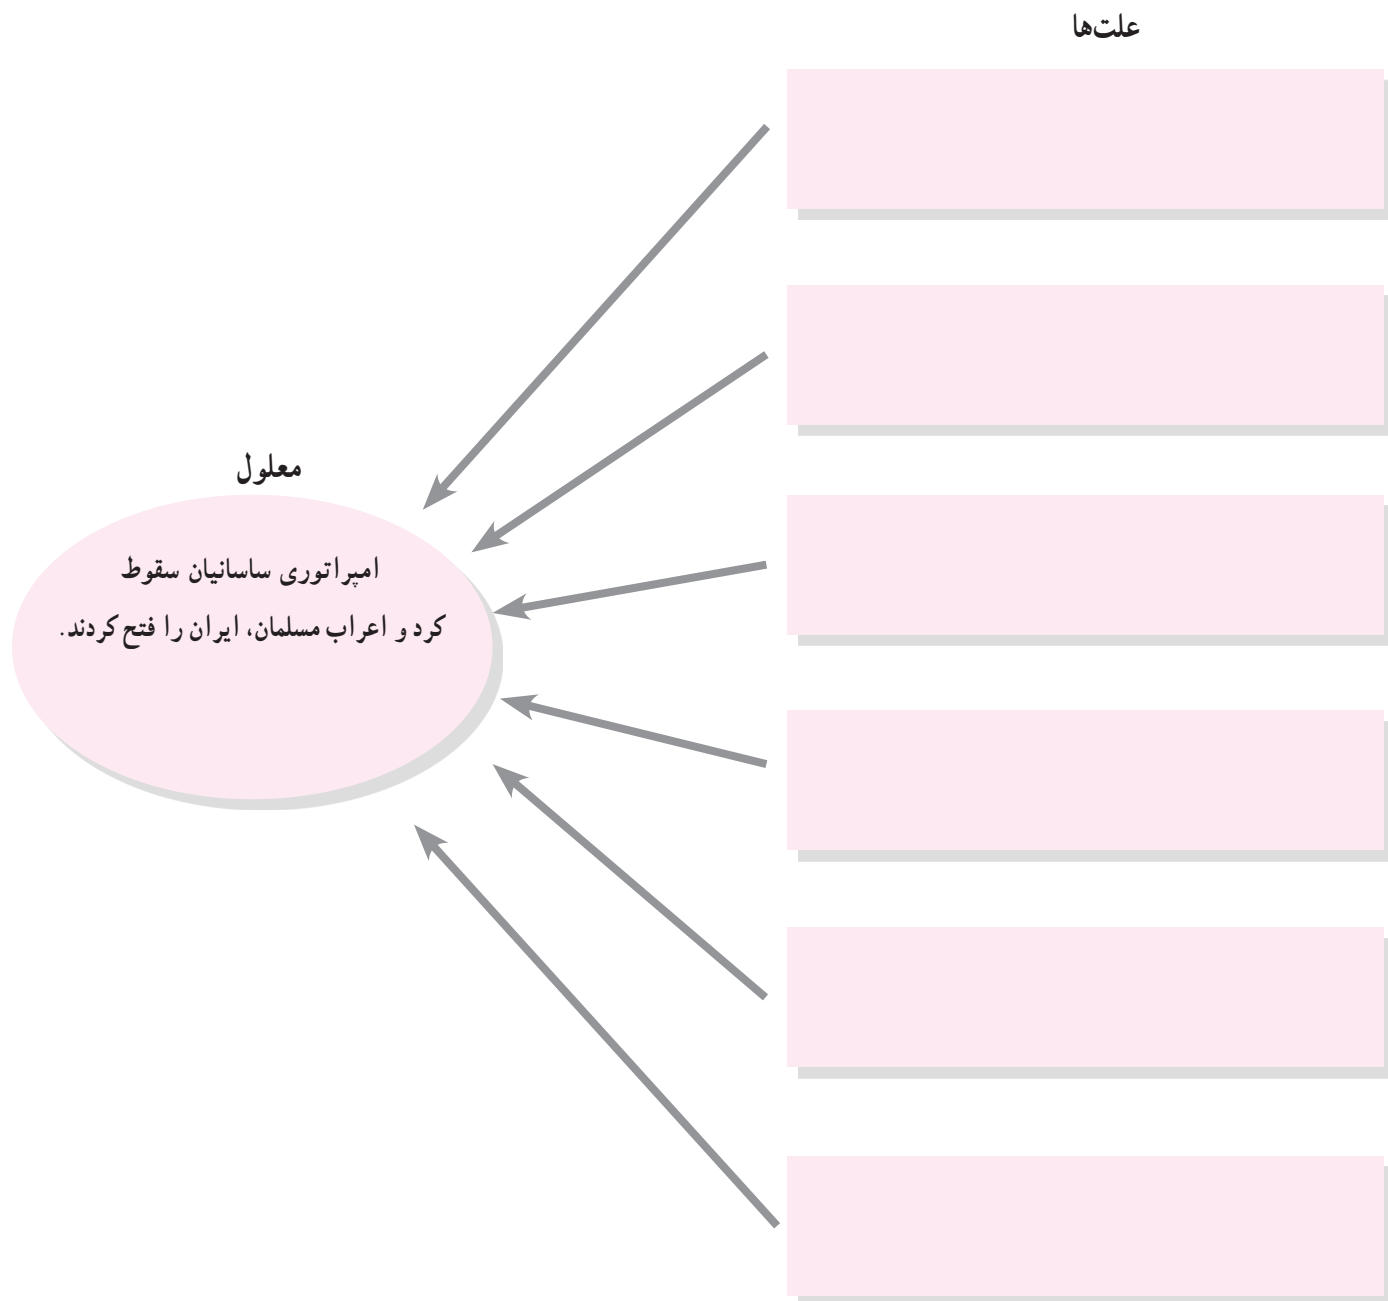 علت‌ها
معلول
امپراتوری ساسانیان سقوط
کرد و اعراب مسلمان، ایران را فتح کردند.